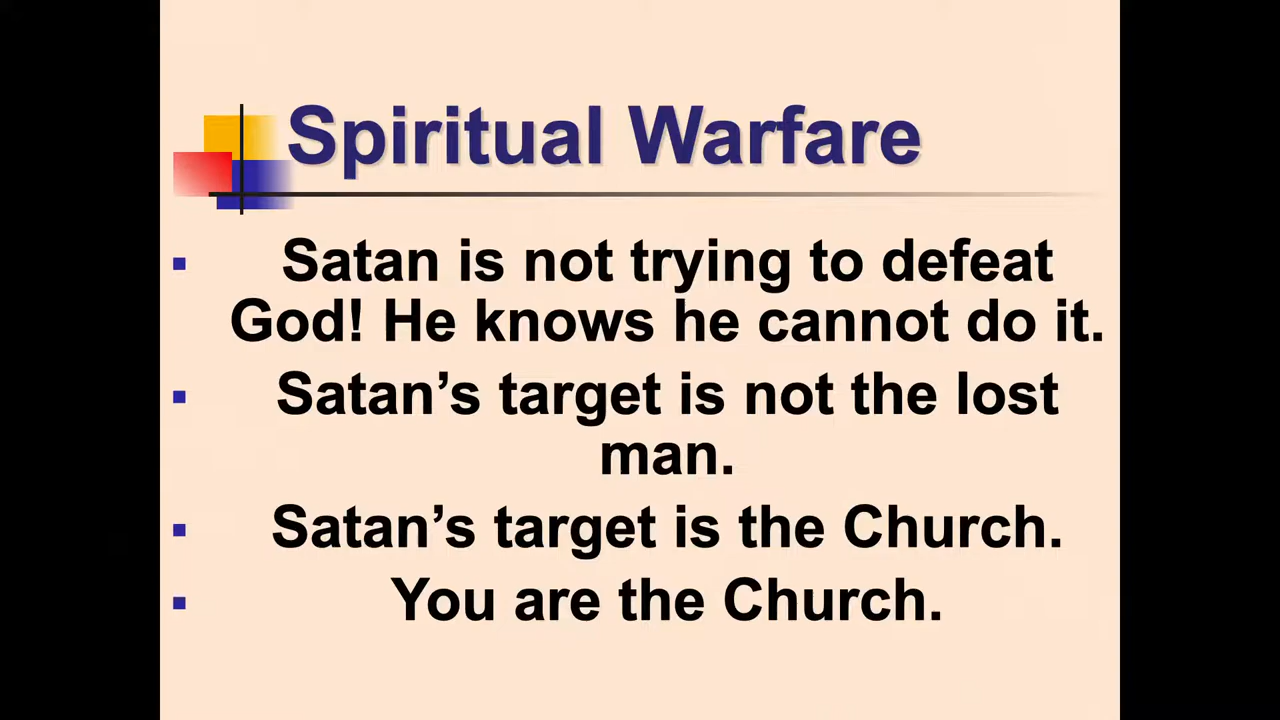 Spiritual Warfare
▪ Satan is not trying to defeat
God! He knows he cannot do it.
▪ Satan’s target is not the lost
man.
▪ Satan’s target is the Church.
▪ You are the Church.